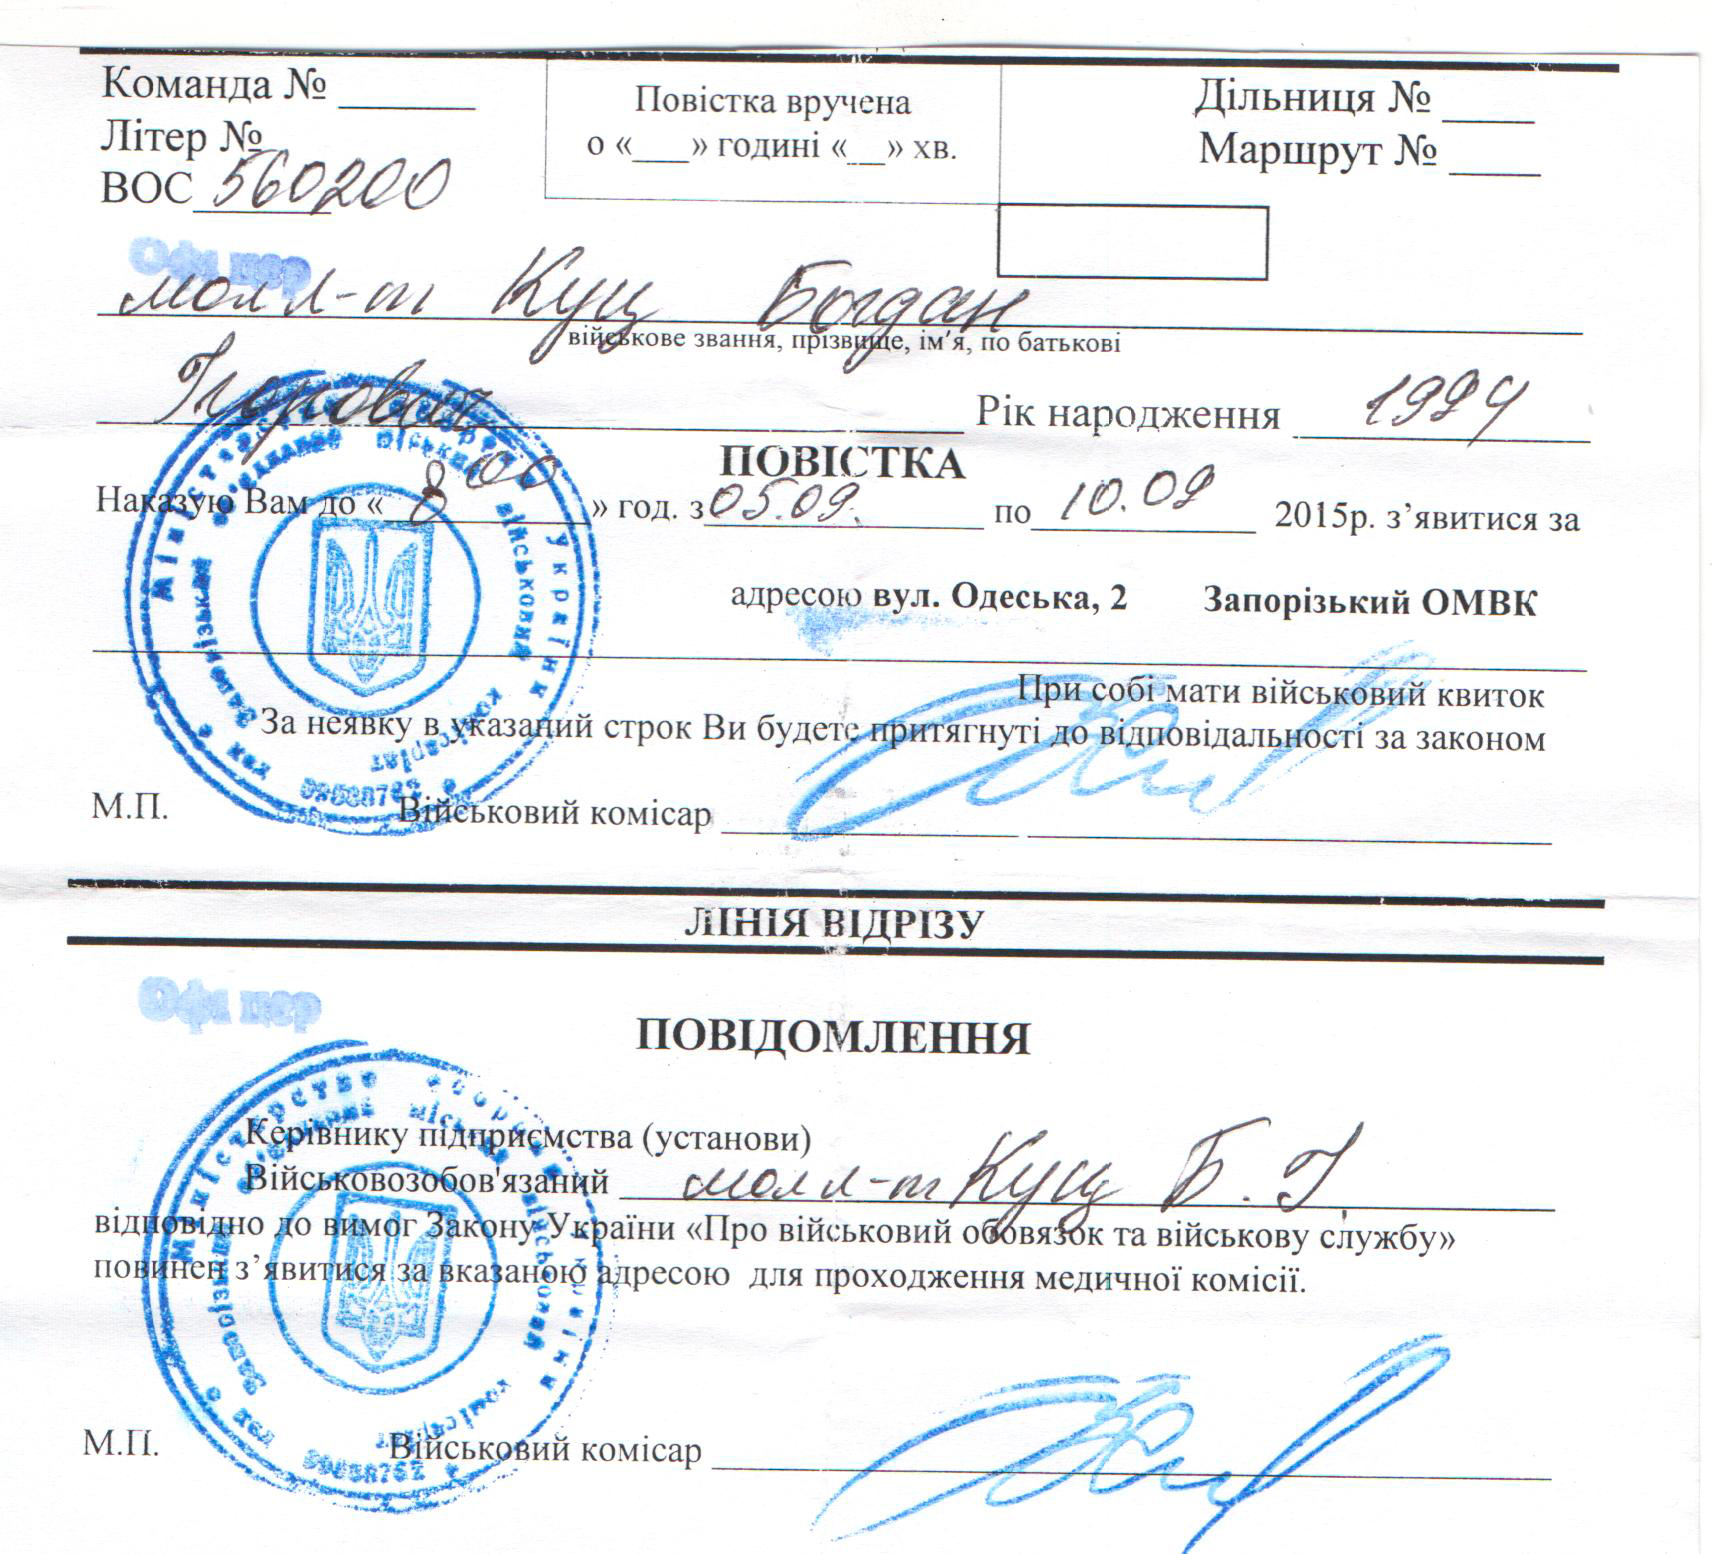 Команда № ______
Повістка вручена
Дільниця № ____
Літер №
о «___» годині «__» хв.
Маршрут № ____
ВОС 560200
Офіцер
мол л-т Куц Богдан
військове звання, прізвище, ім'я, по батькові
Ігорович Рік народження 1994
ПОВІСТКА
Наказую Вам до « 8 00 » год. з 05.09. по 10.09 2015р. з’явитися за
адресою вул. Одеська, 2 Запорізький ОМВК
При собі мати військовий квиток
За неявку в указаний строк Ви будете притягнуті до відповідальності за законом
М.П. Військовий комісар
ЛІНІЯ ВІДРІЗУ
Офіцер
ПОВІДОМЛЕННЯ
Керівнику підприємства (установи)
Військовозобов'язаний мол л-т Куц Б. І.
відповідно до вимог Закону України «Про військовий обовязок та військову службу»
повинен з’явитися за вказаною адресою для проходження медичної комісії.
М.П. Військовий комісар